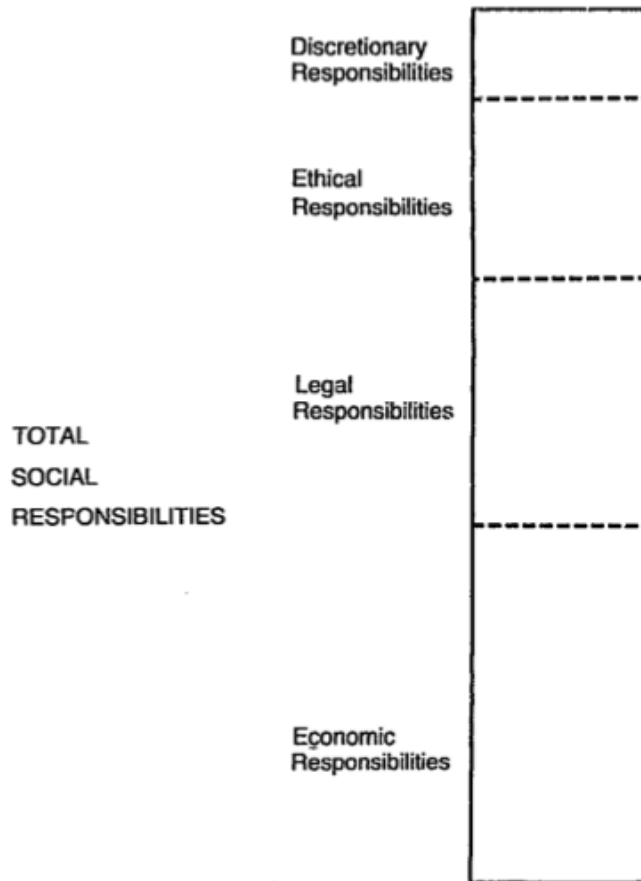 Discretionary
Responsibilities
Ethical
Responsibilities
Legal
Responsibilities
TOTAL
SOCIAL
RESPONSIBILITIES
Economic
Responsibilities